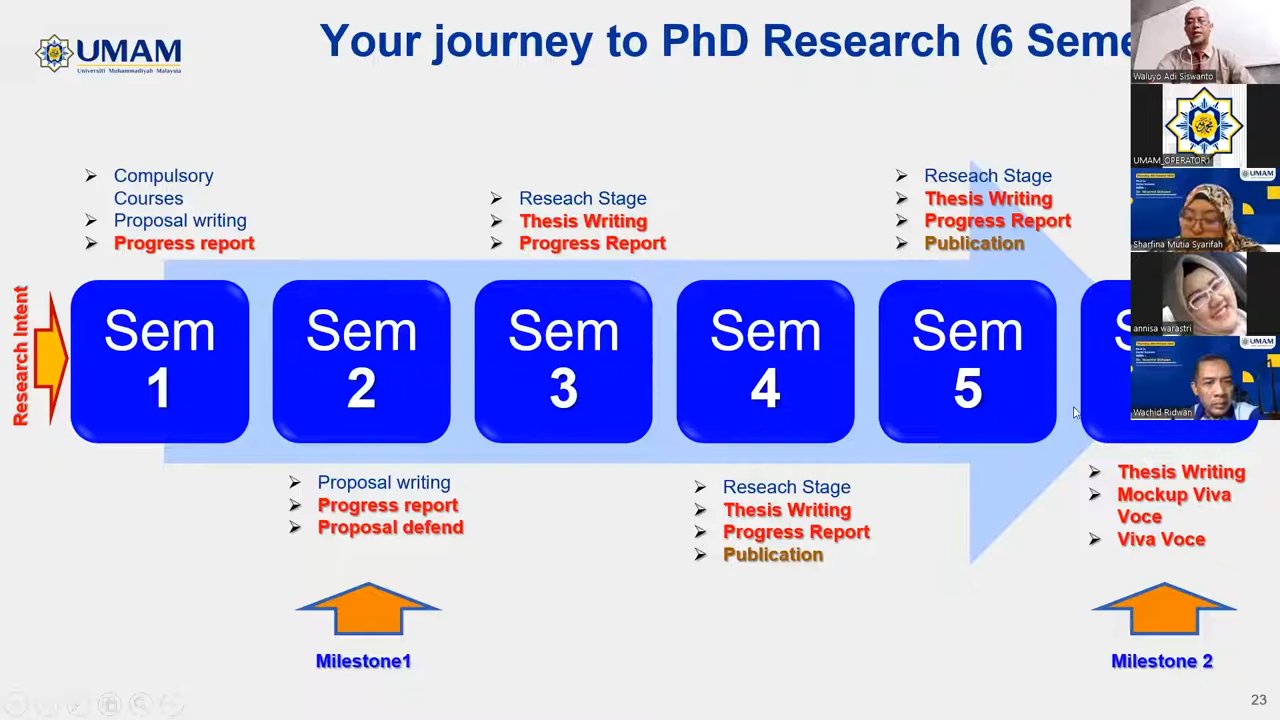 UMAM
Universiti Muhammadiyah Malaysia
Your journey to PhD Research (6 Seme
Compulsory
Courses
Proposal writing
Progress report
Reseach Stage
Thesis Writing
Progress Report
Reseach Stage
Thesis Writing
Progress Report
Publication
Research Intent
Sem
1
Sem
2
Sem
3
Sem
4
Sem
5
S
Proposal writing
Progress report
Proposal defend
Reseach Stage
Thesis Writing
Progress Report
Publication
Thesis Writing
Mockup Viva
Voce
Viva Voce
Milestone1
Milestone 2
23
Waluyo Adi Siswanto
UMAM_OPERATOR1
UMAM
Sharfina Mutia Syarifah
annisa warastri
UMAM
Wachid Ridwan